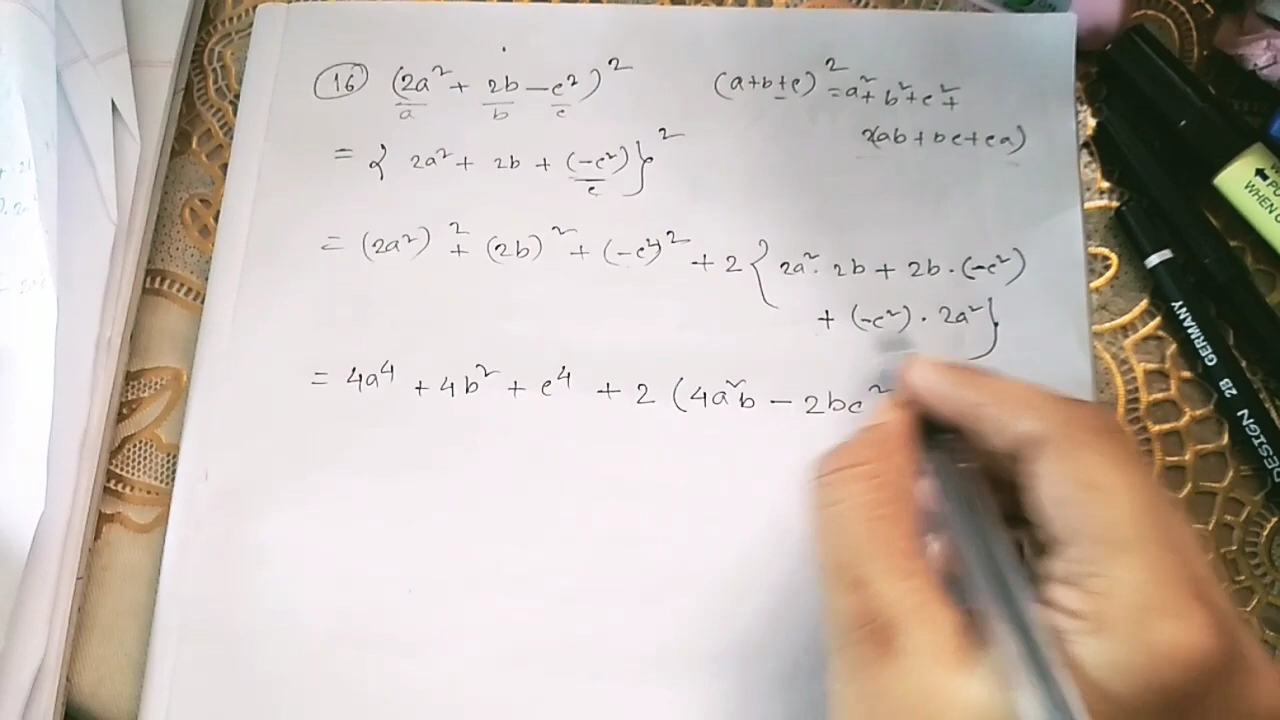 16 (2a² + 2b - c²)² (a+b+c)² = a² + b² + c² +
a b c 2(ab + bc + ca)
= { 2a² + 2b + (-c²)}²
c
= (2a²)² + (2b)² + (-c²)² + 2 { 2a². 2b + 2b . (-c²)
+ (-c²) . 2a²}
= 4a⁴ + 4b² + c⁴ + 2 (4a²b - 2bc²
WHEN
DESIGN 2B GERMANY